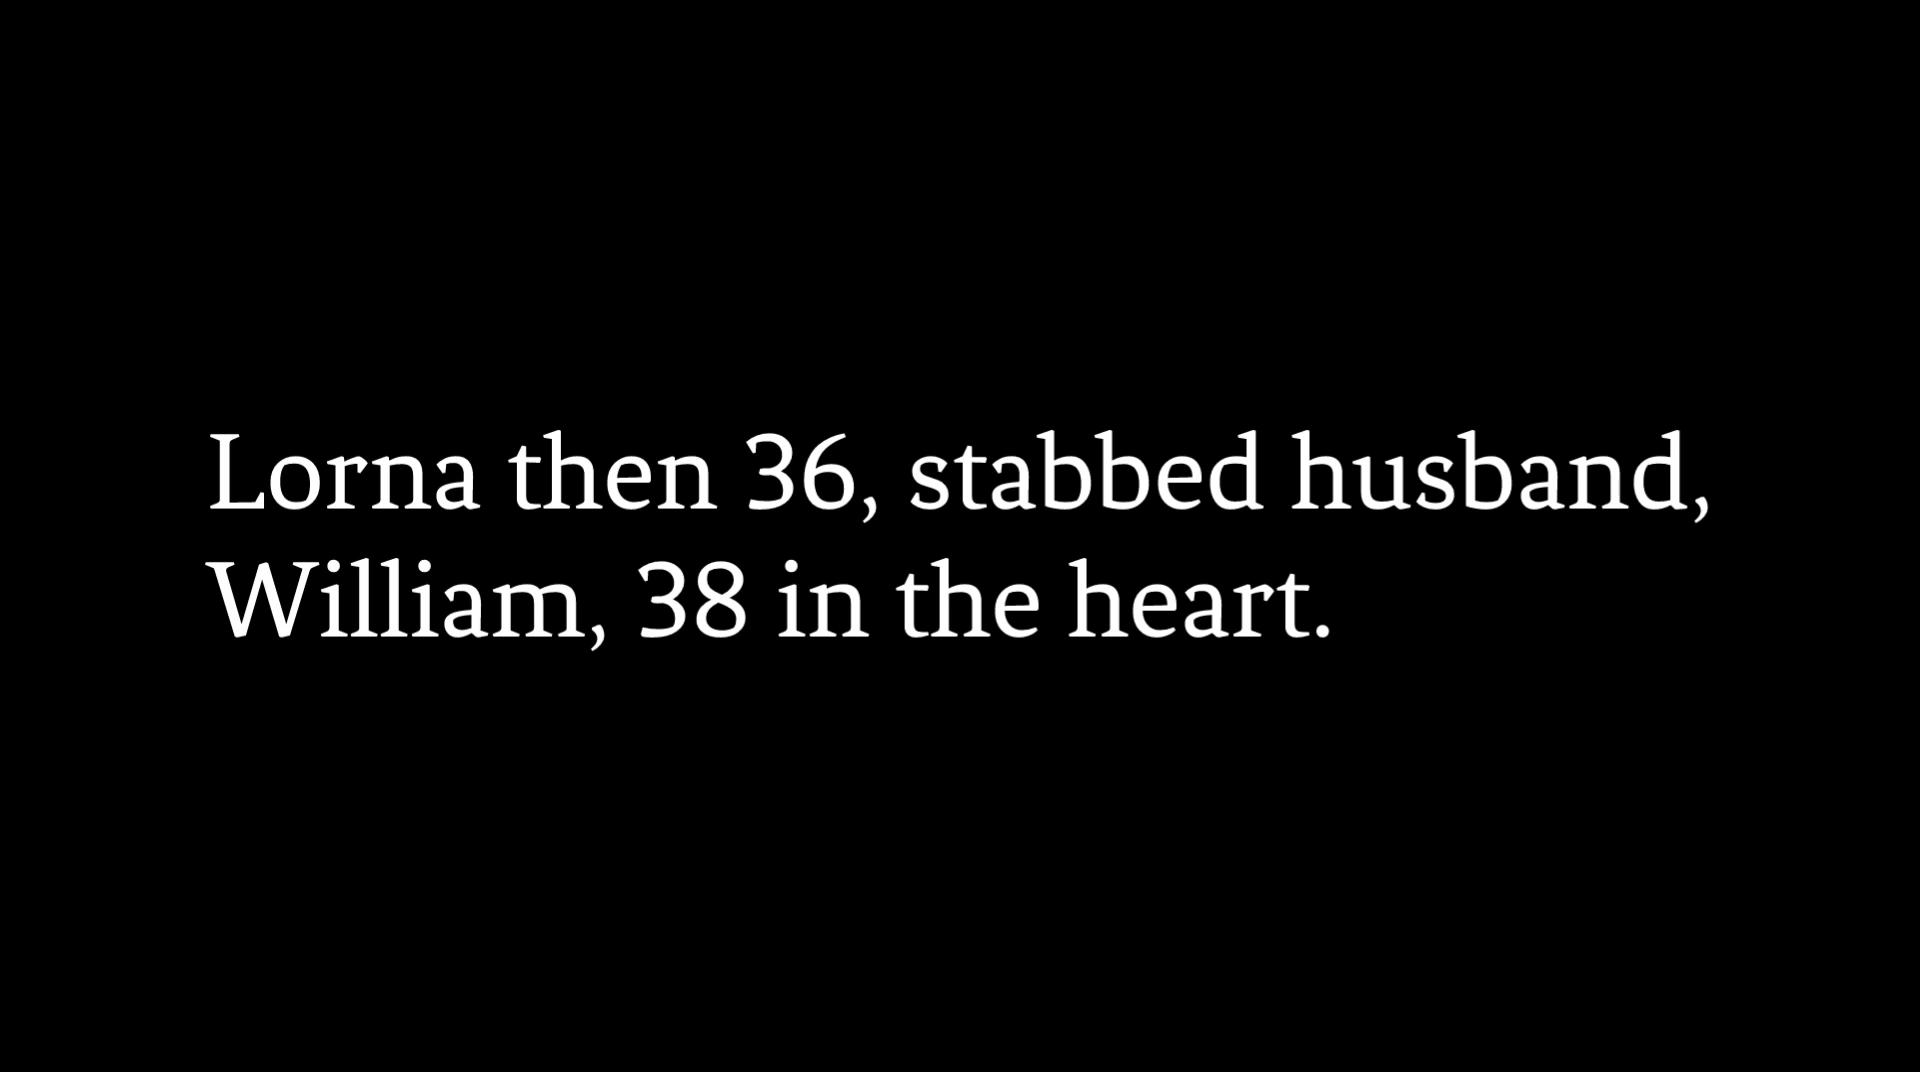 Lorna then 36, stabbed husband,
William, 38 in the heart.